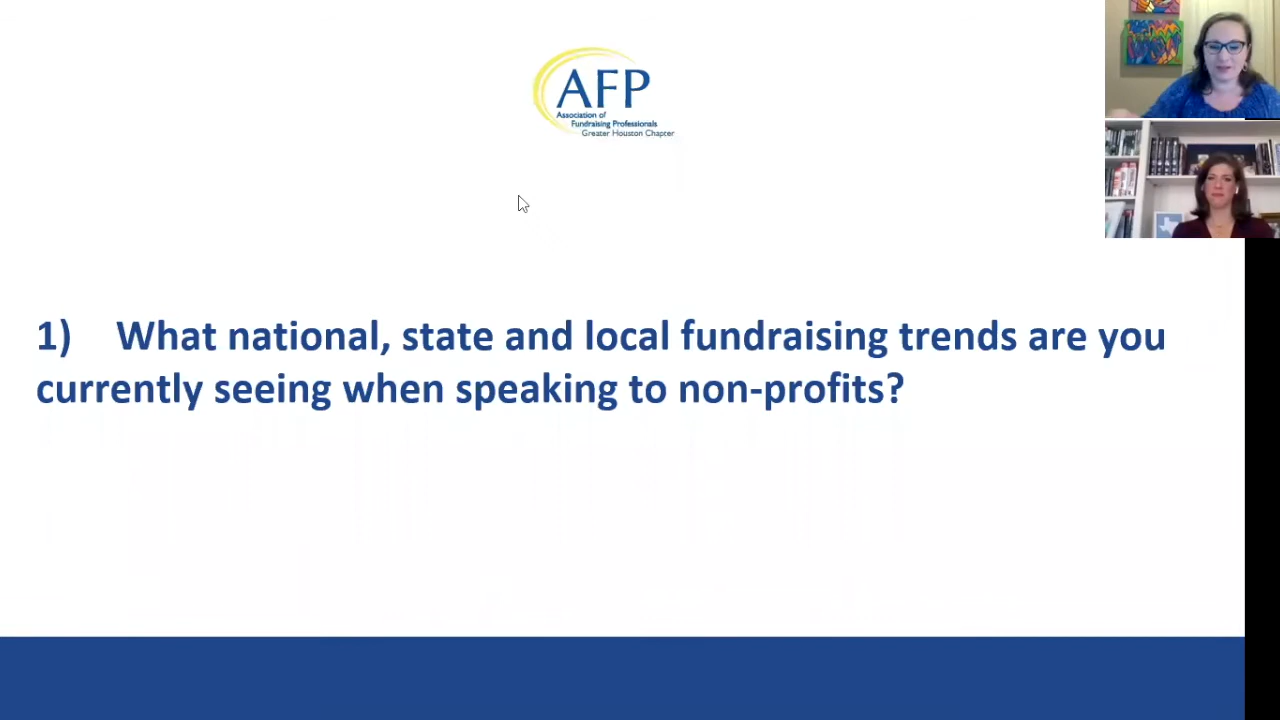 AFP
Association of
Fundraising Professionals
Greater Houston Chapter
1) What national, state and local fundraising trends are you
currently seeing when speaking to non-profits?